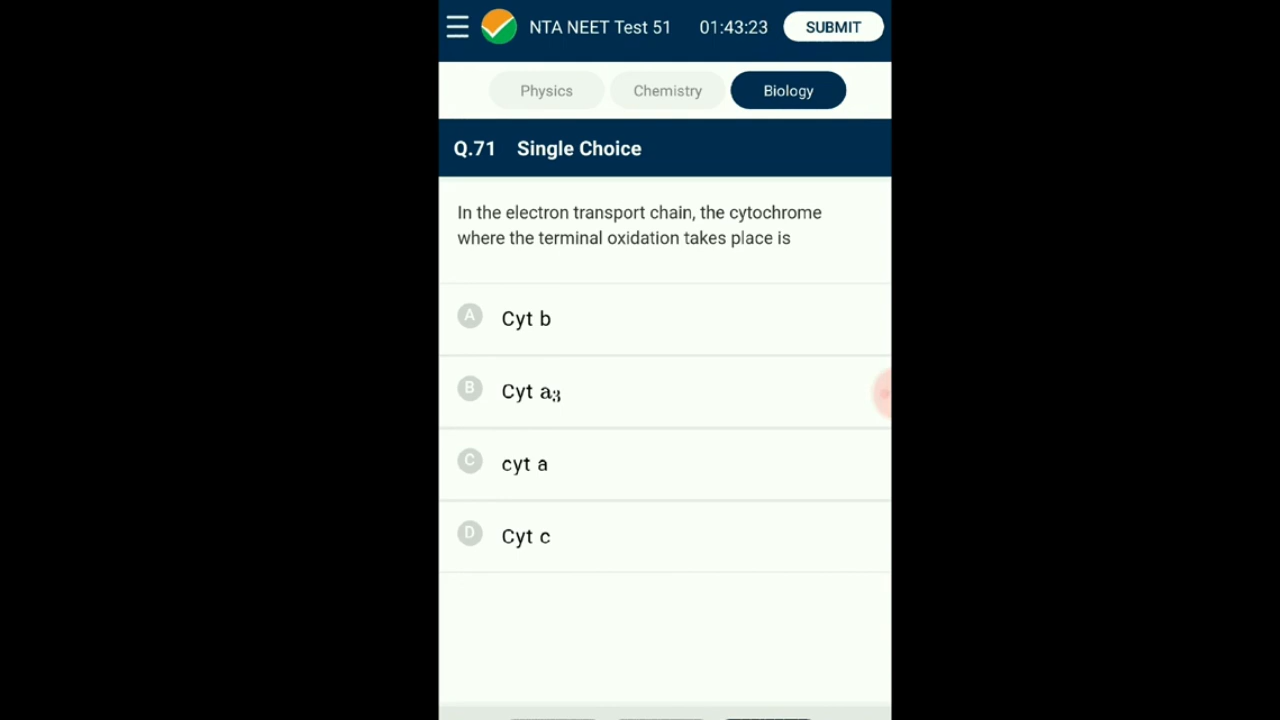 NTA NEET Test 51 01:43:23 SUBMIT
Physics Chemistry Biology
Q.71 Single Choice
In the electron transport chain, the cytochrome
where the terminal oxidation takes place is
A Cyt b
B Cyt a₃
C cyt a
D Cyt c